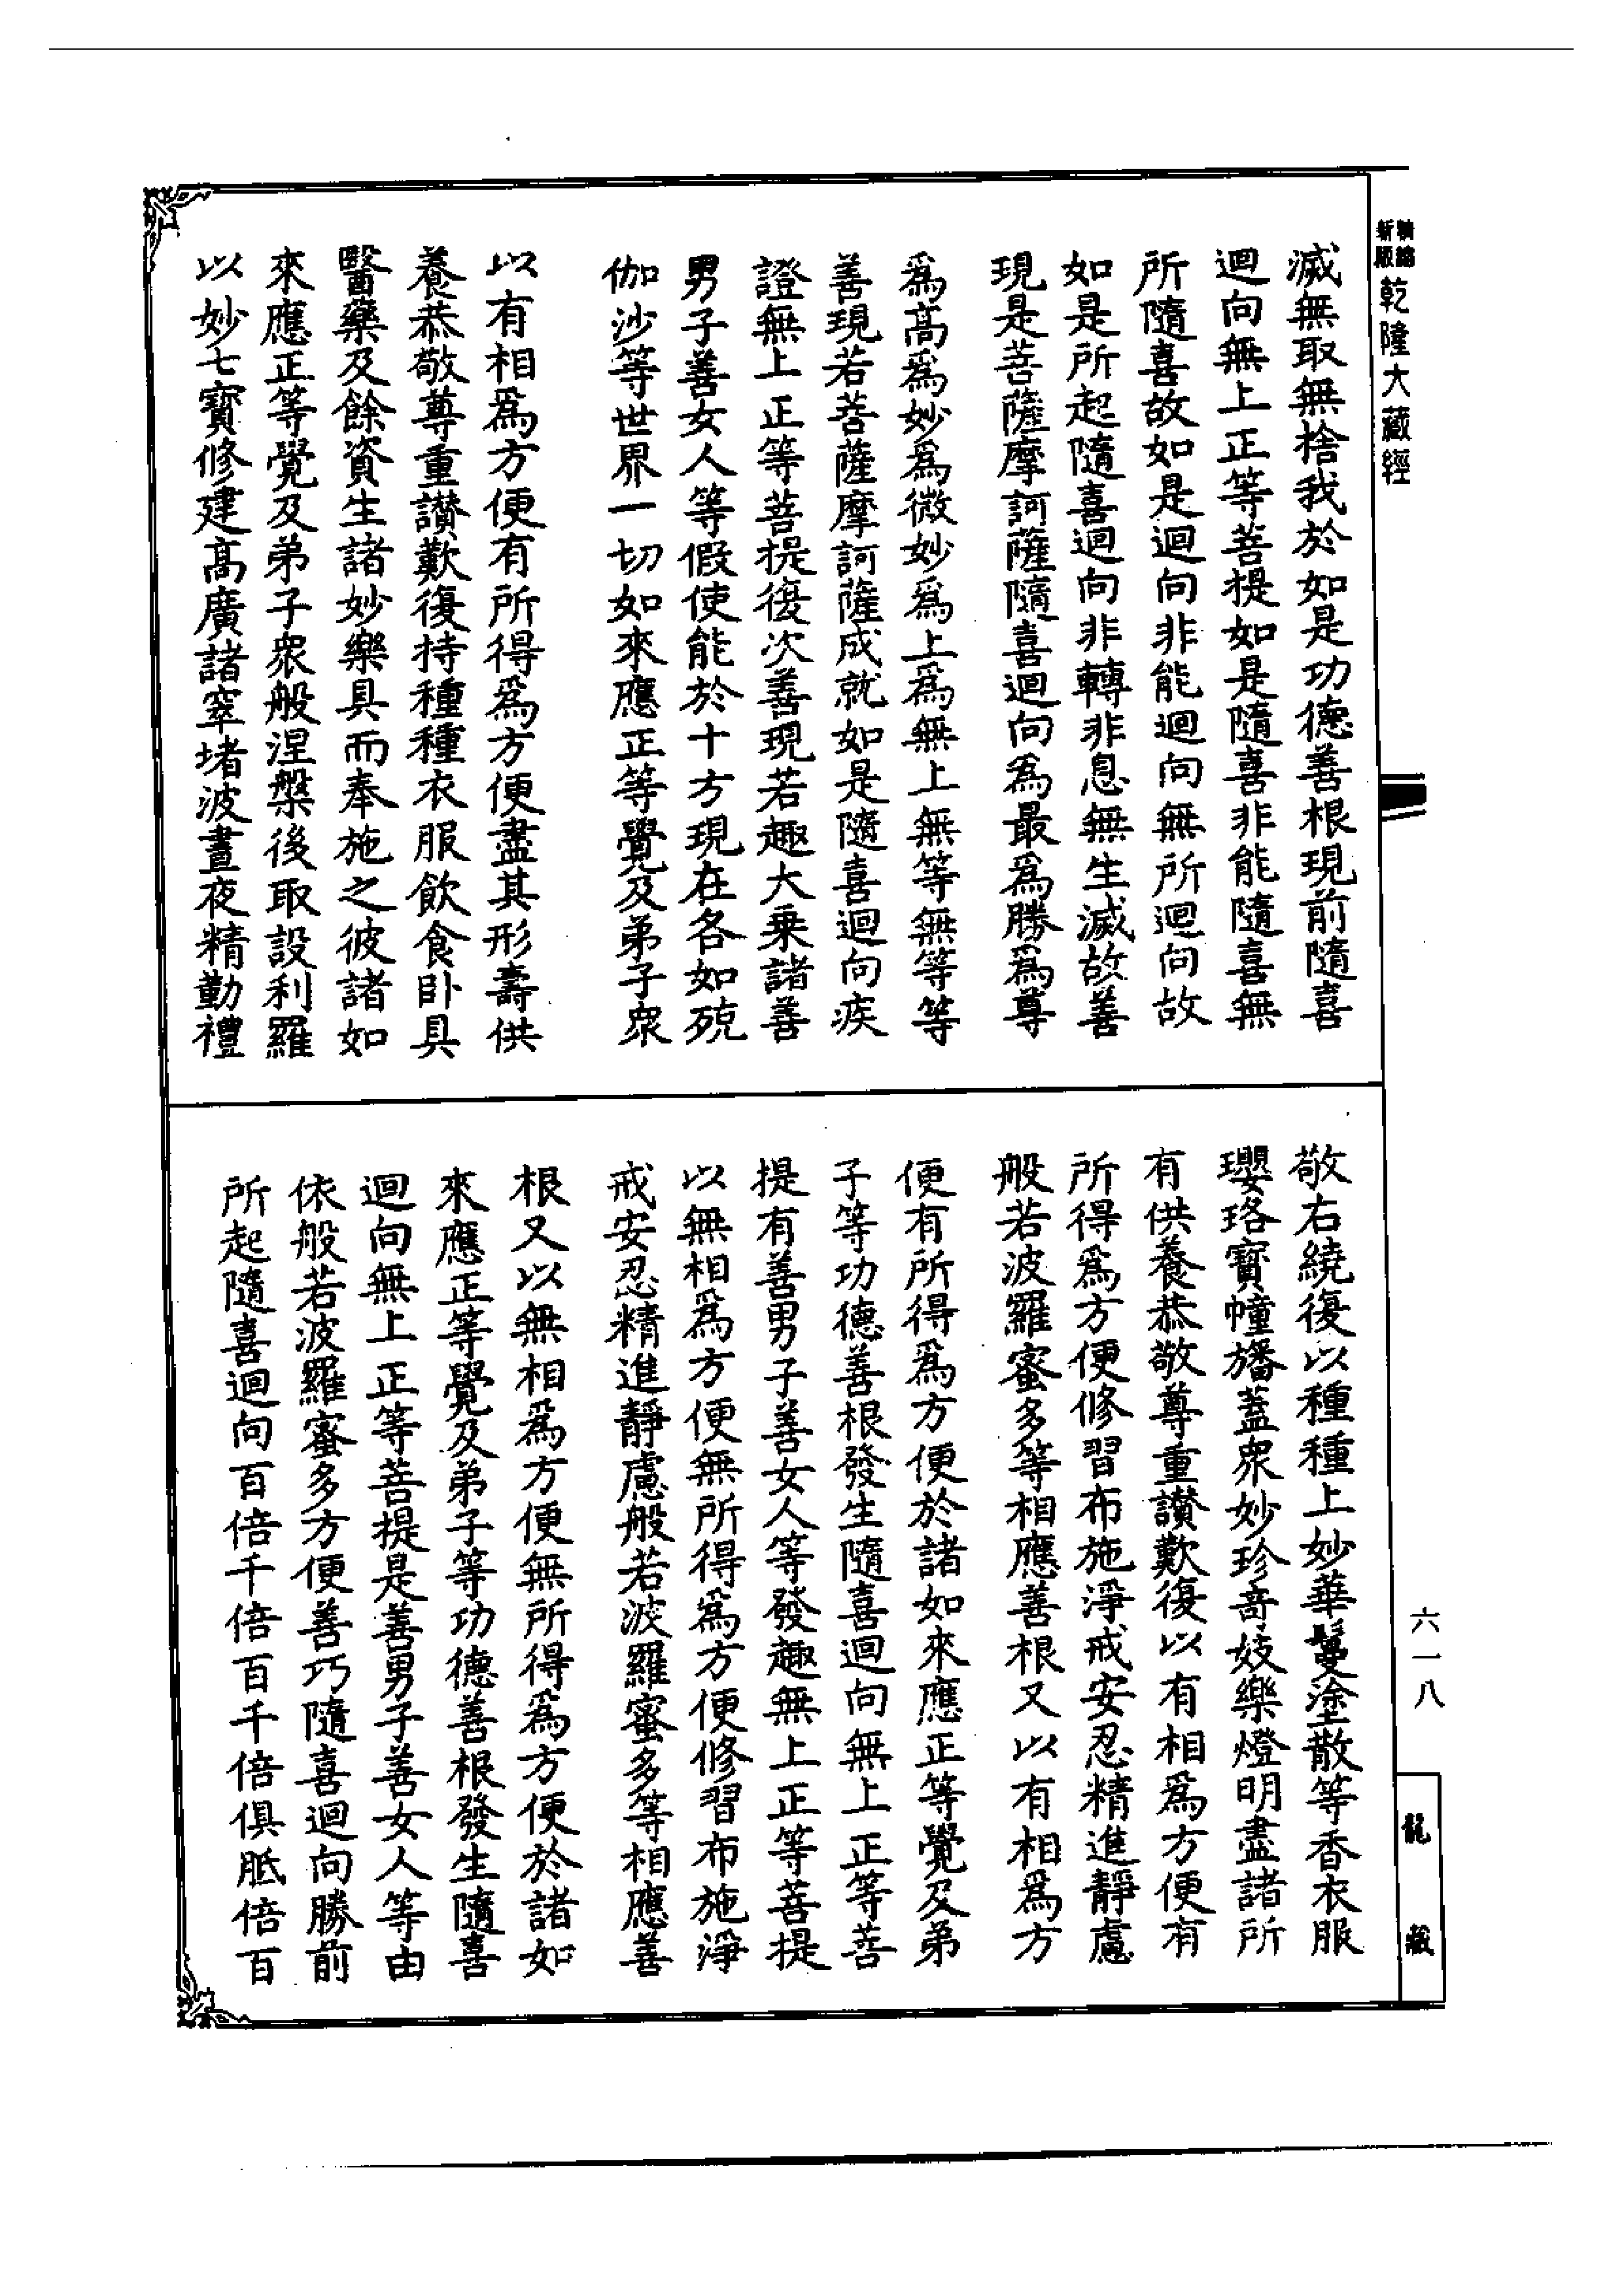 精緻
新版
乾隆大藏經
滅無取無捨我於如是功德善根現前隨喜
迴向無上正等菩提如是隨喜非能隨喜無
所隨喜故如是迴向非能迴向無所迴向故
如是所起隨喜迴向非轉非息無生滅故善
現是菩薩摩訶薩隨喜迴向爲最爲勝爲尊
爲高爲妙爲微妙爲上爲無上無等無等等
善現若菩薩摩訶薩成就如是隨喜迴向疾
證無上正等菩提復次善現若趣大乘諸善
男子善女人等假使能於十方現在各如殑
伽沙等世界一切如來應正等覺及弟子衆
以有相爲方便有所得爲方便盡其形壽供
養恭敬尊重讃歎復持種種衣服飲食卧具
醫藥及餘資生諸妙樂具而奉施之彼諸如
來應正等覺及弟子衆般涅槃後取設利羅
以妙七寶修建高廣諸窣堵波晝夜精勤禮
敬右繞復以種種上妙華鬘塗散等香衣服
瓔珞寶幢旛蓋衆妙珍奇妓樂燈明盡諸所
有供養恭敬尊重讃歎復以有相爲方便有
所得爲方便修習布施淨戒安忍精進靜慮
般若波羅蜜多等相應善根又以有相爲方
便有所得爲方便於諸如來應正等覺及弟
子等功德善根發生隨喜迴向無上正等菩
提有善男子善女人等發趣無上正等菩提
以無相爲方便無所得爲方便修習布施淨
戒安忍精進靜慮般若波羅蜜多等相應善
根又以無相爲方便無所得爲方便於諸如
來應正等覺及弟子等功德善根發生隨喜
迴向無上正等菩提是善男子善女人等由
依般若波羅蜜多方便善巧隨喜迴向勝前
所起隨喜迴向百倍千倍百千倍俱胝倍百
六一八
龍藏